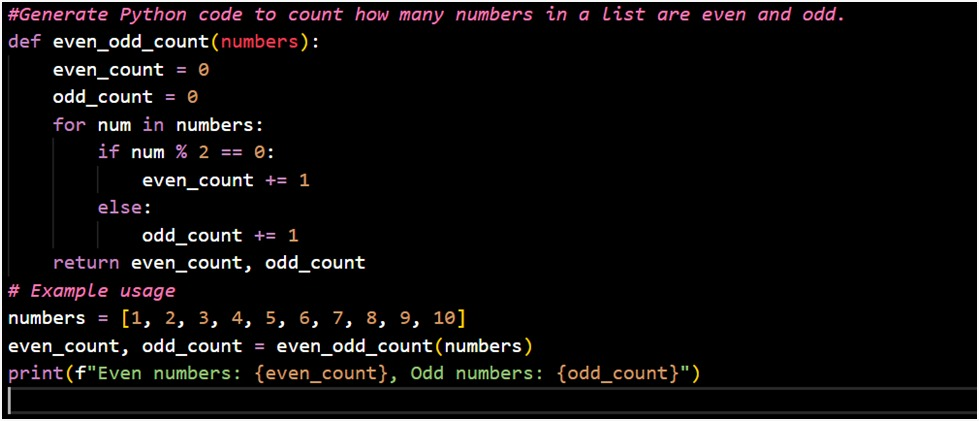 #Generate Python code to count how many numbers in a list are even and odd.
def even_odd_count(numbers):
    even_count = 0
    odd_count = 0
    for num in numbers:
        if num % 2 == 0:
            even_count += 1
        else:
            odd_count += 1
    return even_count, odd_count
# Example usage
numbers = [1, 2, 3, 4, 5, 6, 7, 8, 9, 10]
even_count, odd_count = even_odd_count(numbers)
print(f"Even numbers: {even_count}, Odd numbers: {odd_count}")